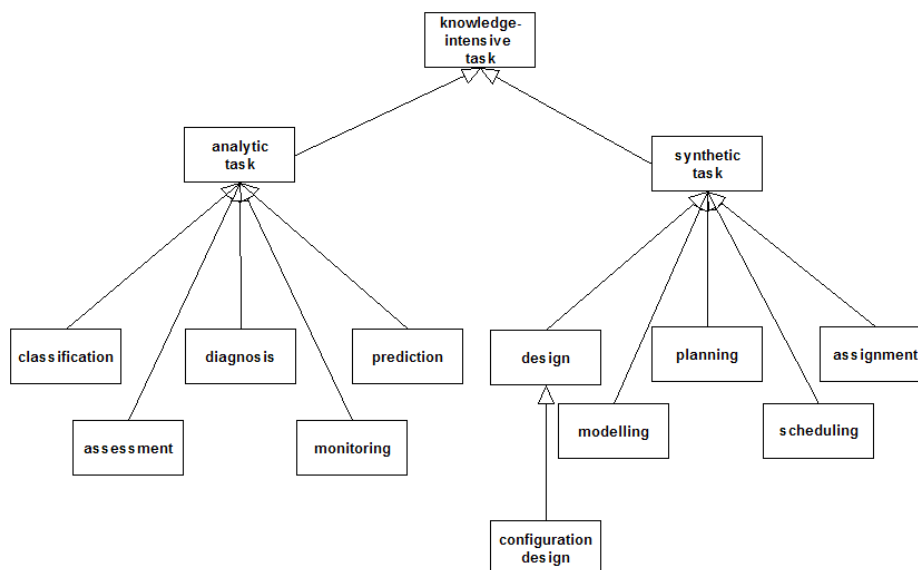 knowledge-
intensive
task
analytic
task
synthetic
task
classification
diagnosis
prediction
design
planning
assignment
assessment
monitoring
modelling
scheduling
configuration
design